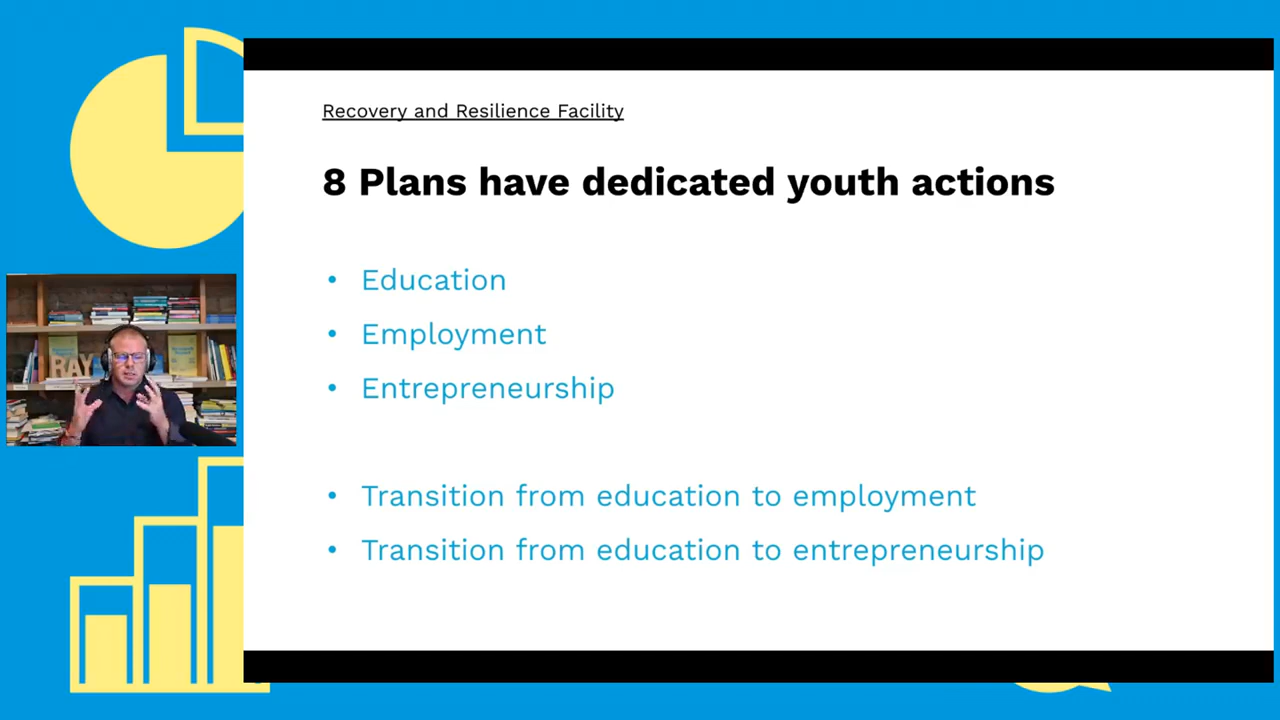 Recovery and Resilience Facility
8 Plans have dedicated youth actions
• Education
• Employment
• Entrepreneurship
• Transition from education to employment
• Transition from education to entrepreneurship
RAY